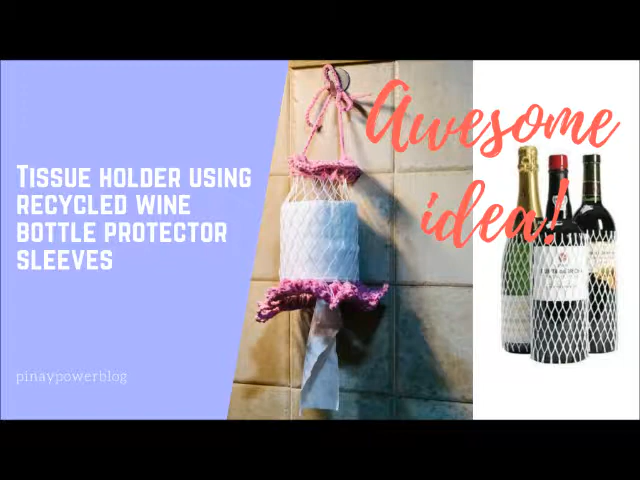 Tissue holder using
recycled wine
bottle protector
sleeves
pinaypowerblog
Awesome
idea!